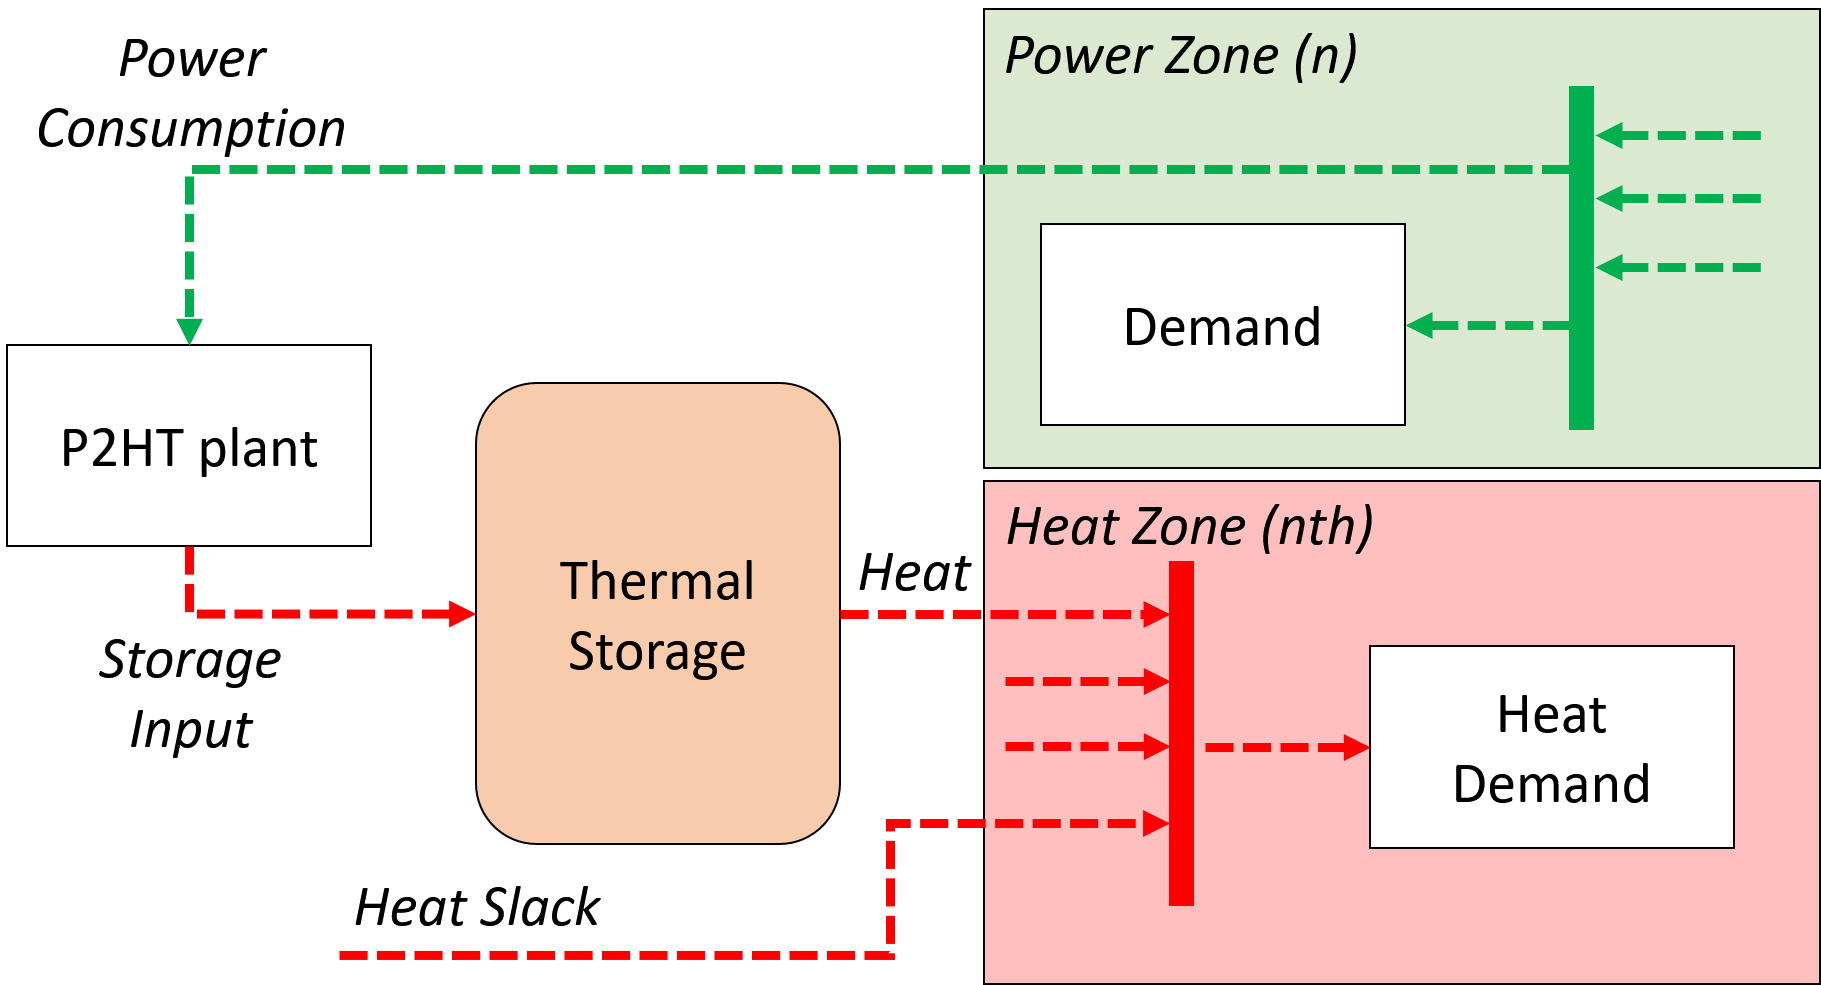 Power
Consumption
Power Zone (n)
Demand
P2HT plant
Thermal
Storage
Heat
Heat Zone (nth)
Storage
Input
Heat
Demand
Heat Slack